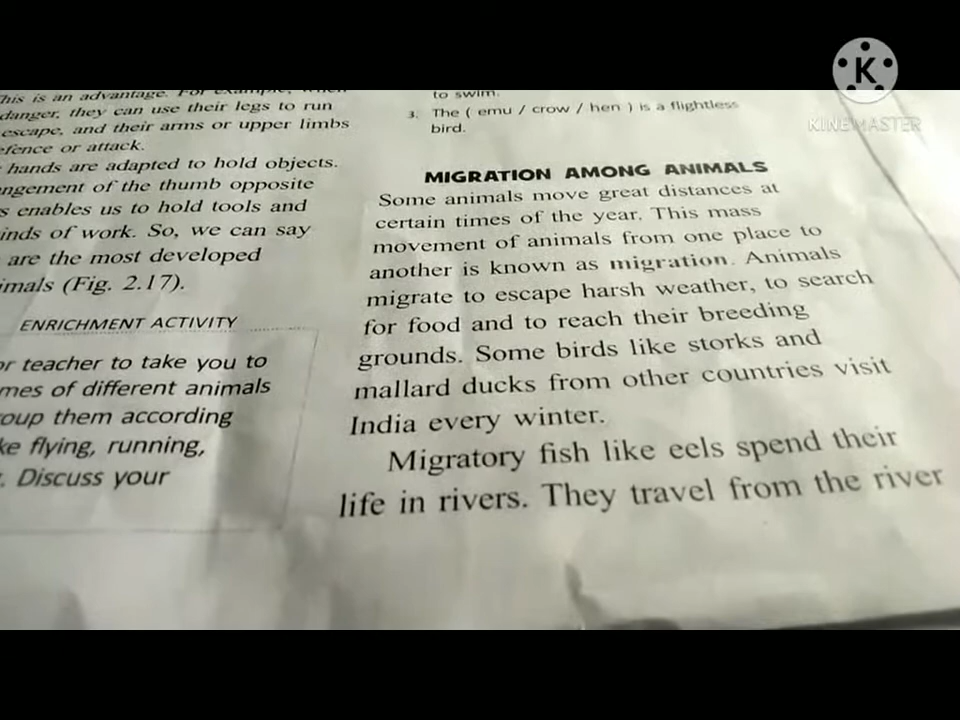 his is an advantage. For example, when
danger, they can use their legs to run
escape, and their arms or upper limbs
efence or attack.
hands are adapted to hold objects.
ngement of the thumb opposite
s enables us to hold tools and
inds of work. So, we can say
are the most developed
imals (Fig. 2.17).
ENRICHMENT ACTIVITY
or teacher to take you to
mes of different animals
roup them according
ke flying, running,
. Discuss your
to swim.
3. The ( emu / crow / hen ) is a flightless
bird.
MIGRATION AMONG ANIMALS
Some animals move great distances at
certain times of the year. This mass
movement of animals from one place to
another is known as migration. Animals
migrate to escape harsh weather, to search
for food and to reach their breeding
grounds. Some birds like storks and
mallard ducks from other countries visit
India every winter.
Migratory fish like eels spend their
life in rivers. They travel from the river
K
KINEMASTER